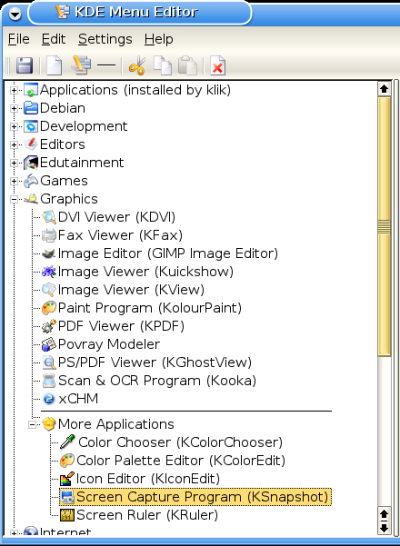 KDE Menu Editor
File Edit Settings Help
Applications (installed by klik)
Debian
Development
Editors
Edutainment
Games
Graphics
DVI Viewer (KDVI)
Fax Viewer (KFax)
Image Editor (GIMP Image Editor)
Image Viewer (Kuickshow)
Image Viewer (KView)
Paint Program (KolourPaint)
PDF Viewer (KPDF)
Povray Modeler
PS/PDF Viewer (KGhostView)
Scan & OCR Program (Kooka)
xCHM
More Applications
Color Chooser (KColorChooser)
Color Palette Editor (KColorEdit)
Icon Editor (KIconEdit)
Screen Capture Program (KSnapshot)
Screen Ruler (KRuler)
Internet